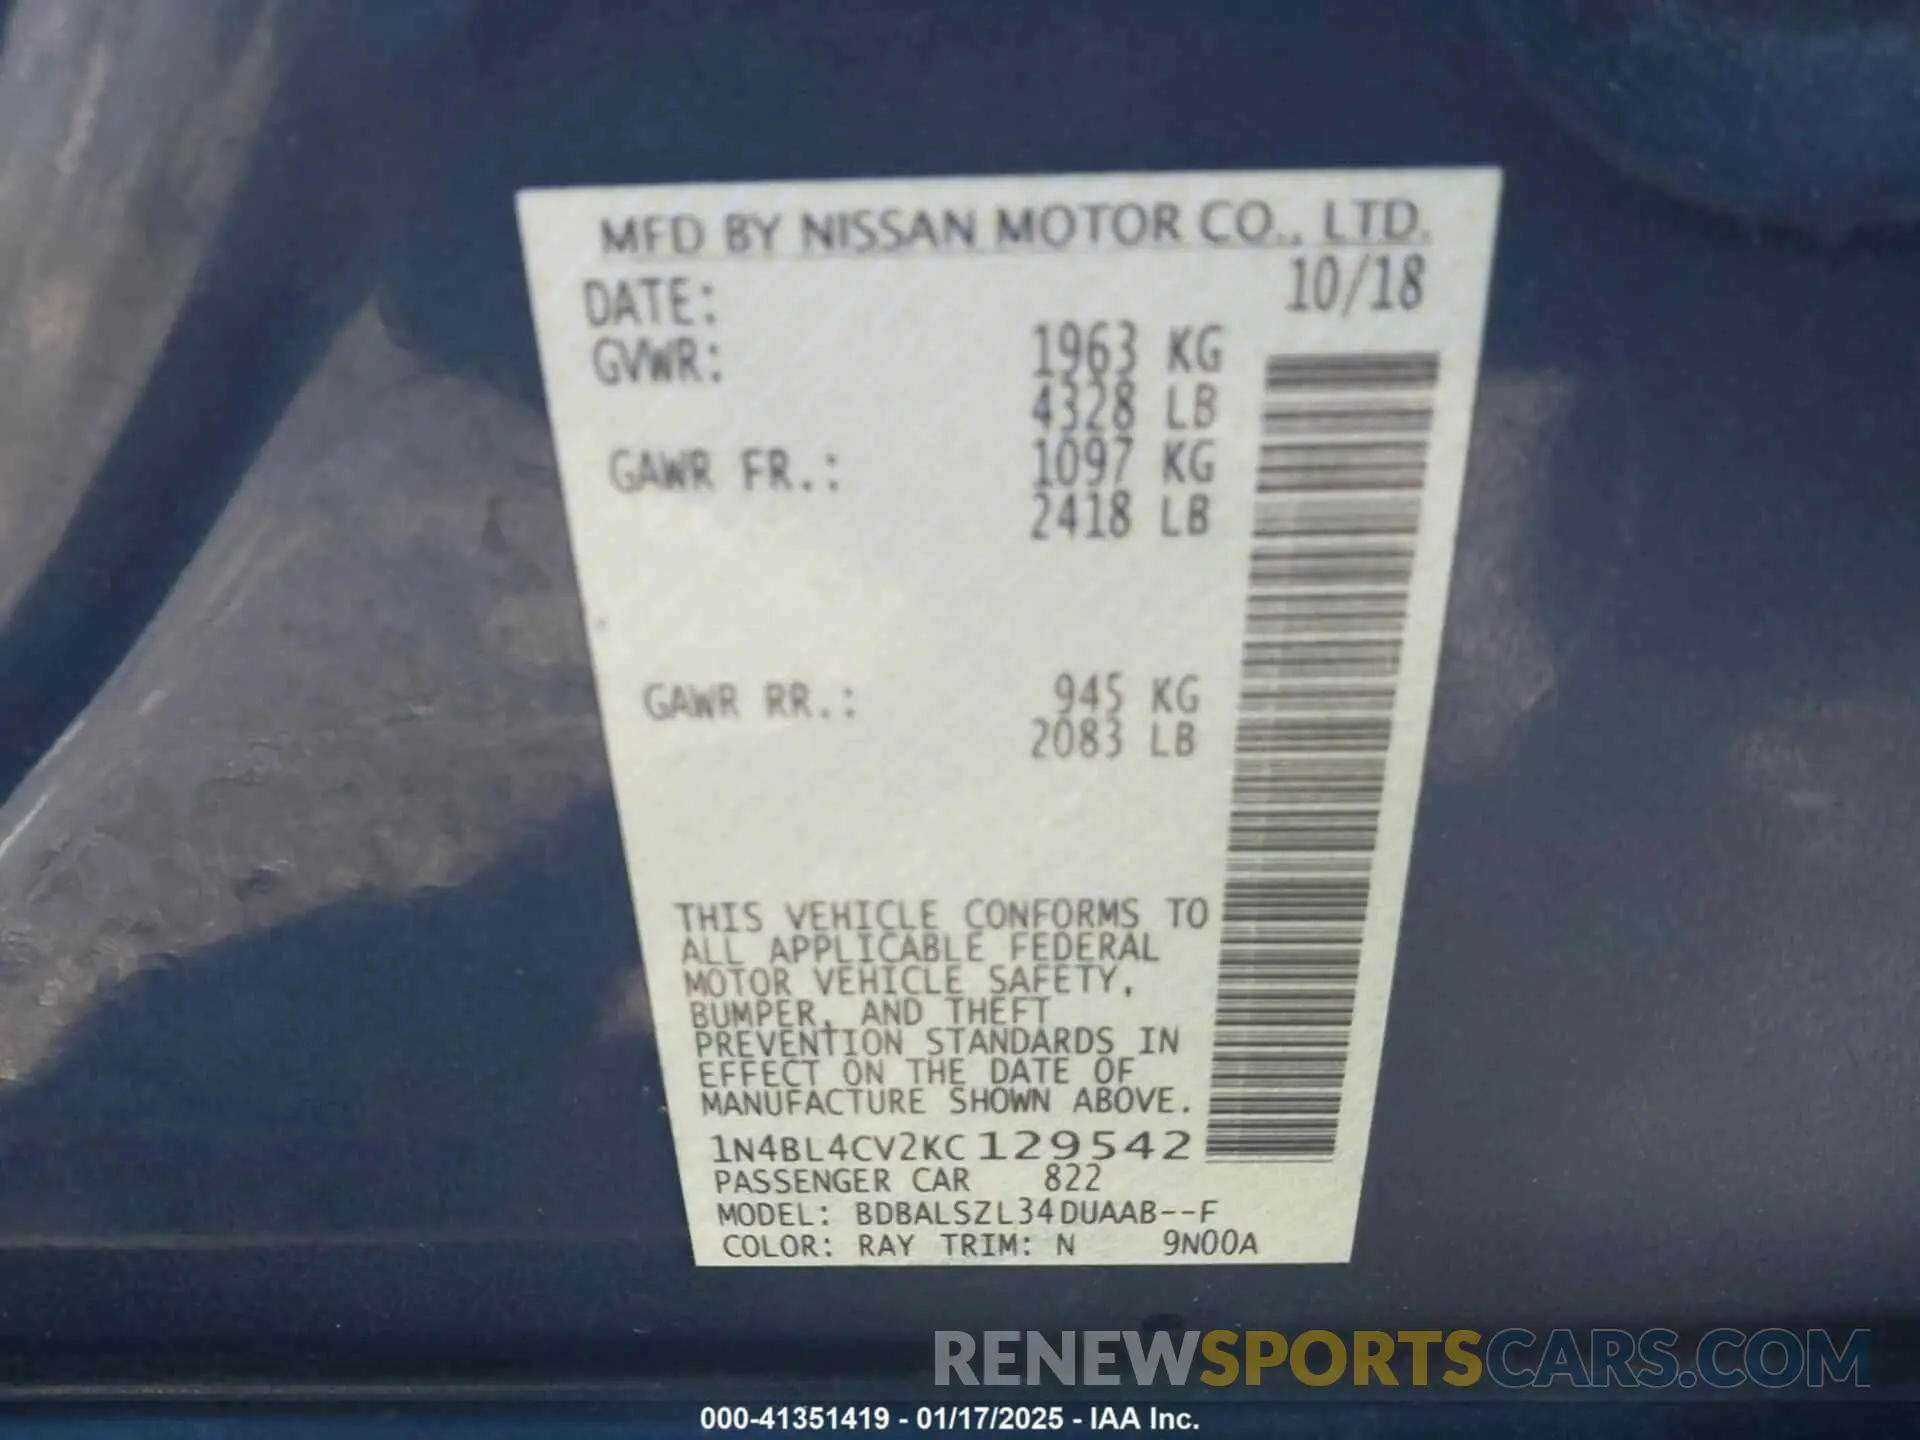 MFD BY NISSAN MOTOR CO., LTD.
DATE: 10/18
GVWR: 1963 KG
4328 LB
GAWR FR.: 1097 KG
2418 LB
GAWR RR.: 945 KG
2083 LB
THIS VEHICLE CONFORMS TO
ALL APPLICABLE FEDERAL
MOTOR VEHICLE SAFETY,
BUMPER, AND THEFT
PREVENTION STANDARDS IN
EFFECT ON THE DATE OF
MANUFACTURE SHOWN ABOVE.
1N4BL4CV2KC129542
PASSENGER CAR 822
MODEL: BDBALSZL34DUAAB--F
COLOR: RAY TRIM: N 9N00A
RENEWSPORTSCARS.COM
000-41351419 - 01/17/2025 - IAA Inc.